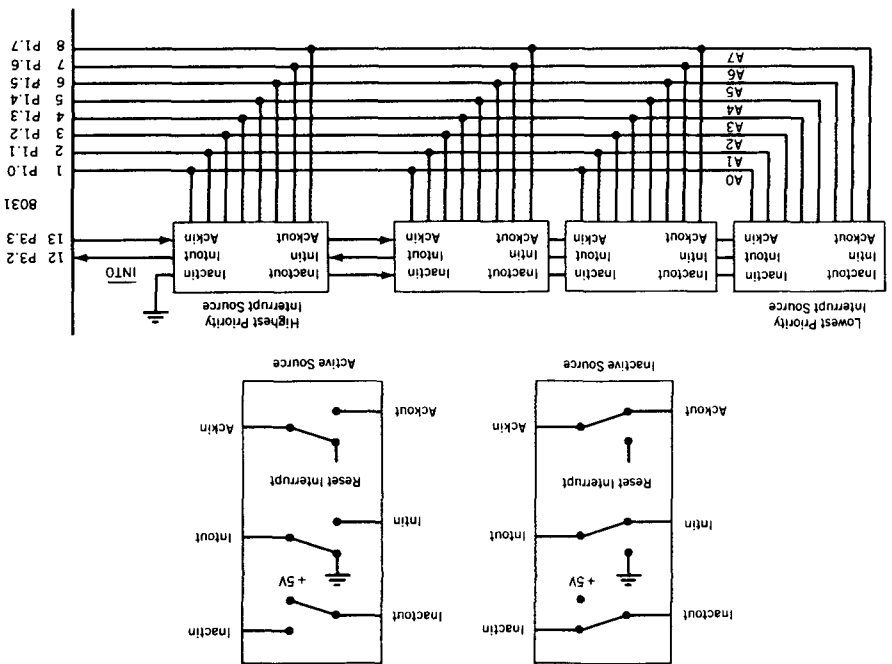 Inactout
Inactin
Inactout
Inactin
+ 5V
+ 5V
Intin
Intout
Intin
Intout
Reset Interrupt
Reset Interrupt
Ackout
Ackin
Ackout
Ackin
Inactive Source
Active Source
Lowest Priority
Interrupt Source
Highest Priority
Interrupt Source
Inactout Inactin
Inactout Inactin
Inactout Inactin
Inactout Inactin
INT0
Intin Intout
Intin Intout
Intin Intout
Intin Intout
12 P3.2
Ackout Ackin
Ackout Ackin
Ackout Ackin
Ackout Ackin
13 P3.3
8031
A0
1 P1.0
A1
2 P1.1
A2
3 P1.2
A3
4 P1.3
A4
5 P1.4
A5
6 P1.5
A6
7 P1.6
A7
8 P1.7